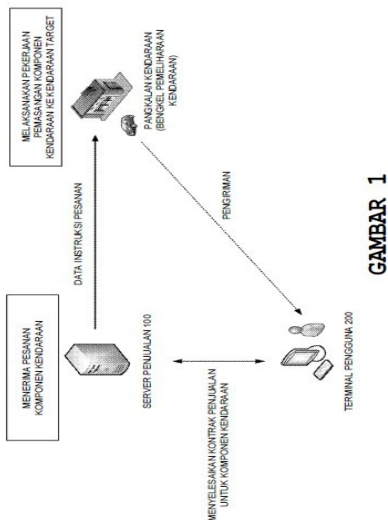 MENERIMA PESANAN
KOMPONEN KENDARAAN
SERVER PENJUALAN 100
DATA INSTRUKSI PESANAN
MELAKSANAKAN PEKERJAAN
PEMASANGAN KOMPONEN
KENDARAAN KE KENDARAAN TARGET
PANGKALAN KENDARAAN
(BENGKEL PEMELIHARAAN
KENDARAAN)
MENYELESAIKAN KONTRAK PENJUALAN
UNTUK KOMPONEN KENDARAAN
PENGIRIMAN
TERMINAL PENGGUNA 200
GAMBAR 1